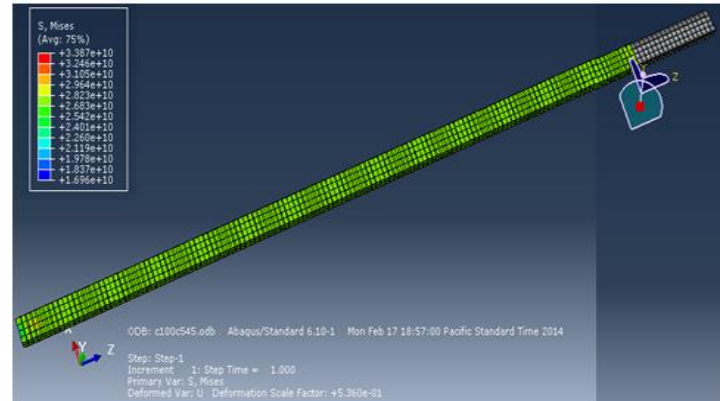 S, Mises
(Avg: 75%)
+3.387e+10
+3.246e+10
+3.105e+10
+2.964e+10
+2.823e+10
+2.683e+10
+2.542e+10
+2.401e+10
+2.260e+10
+2.119e+10
+1.978e+10
+1.837e+10
+1.696e+10
Y
Z
X
Y
Z
ODB: c100c545.odb Abaqus/Standard 6.10-1 Mon Feb 17 18:57:00 Pacific Standard Time 2014
Step: Step-1
Increment 1: Step Time = 1.000
Primary Var: S, Mises
Deformed Var: U Deformation Scale Factor: +5.360e-01